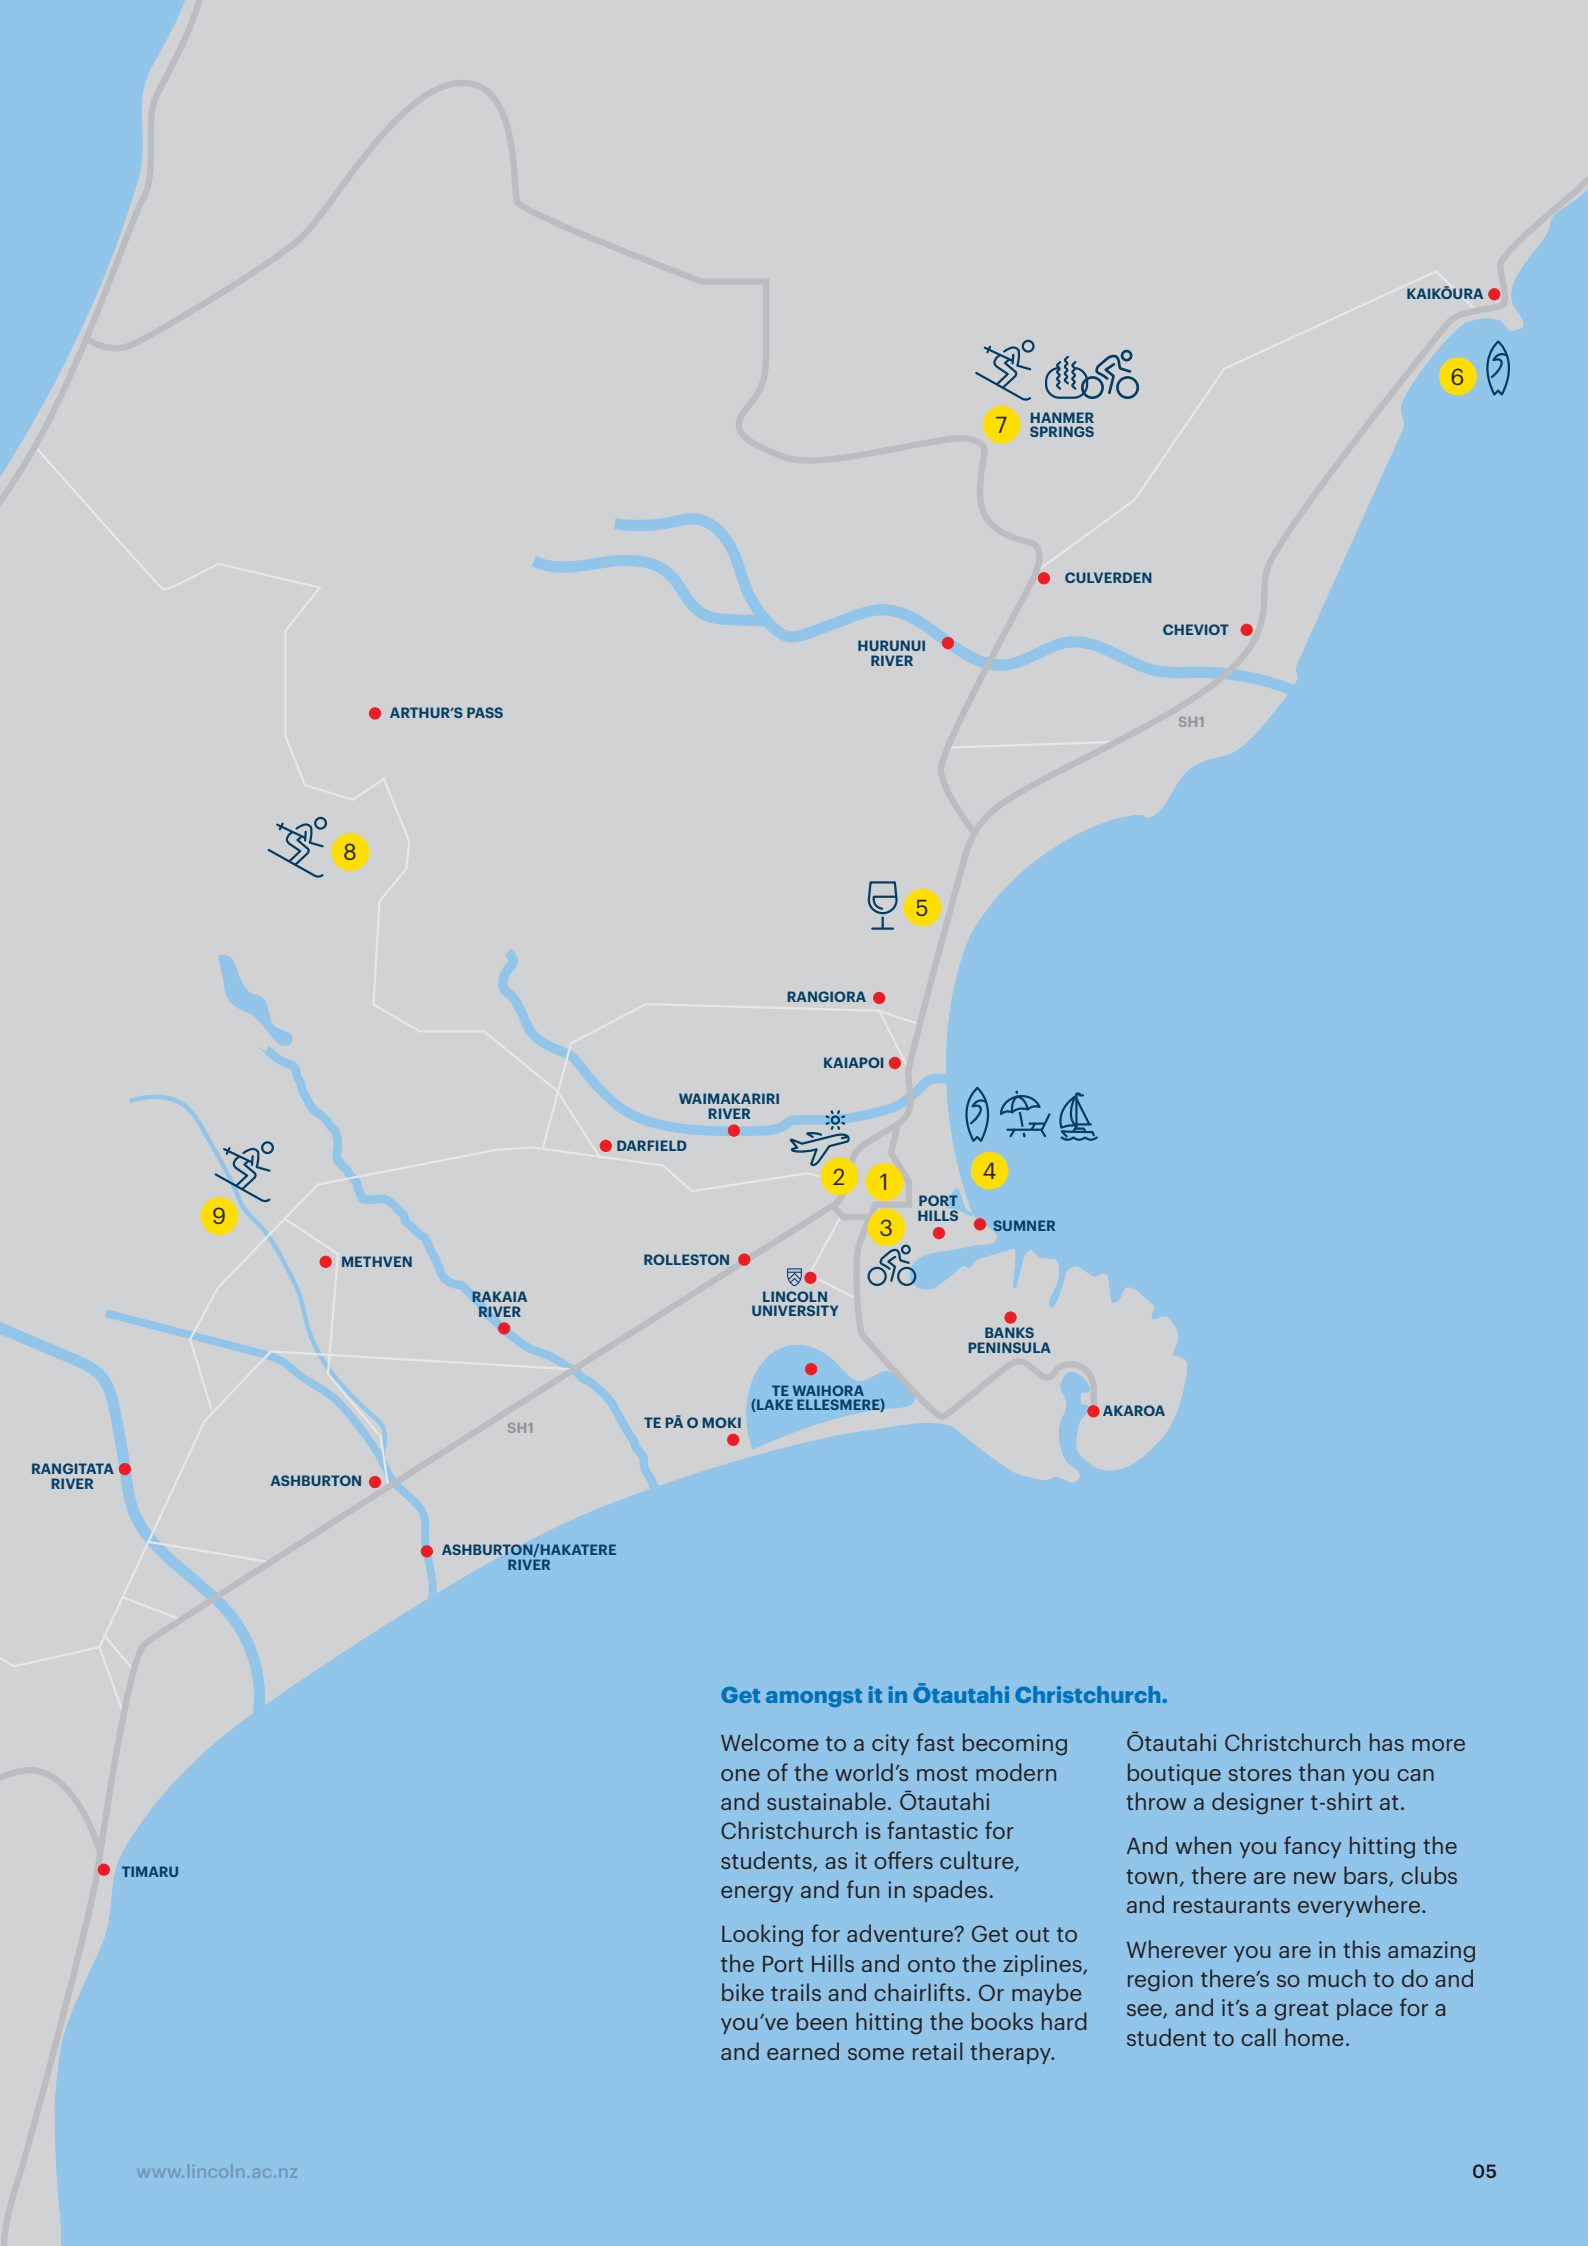 KAIKŌURA
6
7
HANMER
SPRINGS
CULVERDEN
CHEVIOT
HURUNUI
RIVER
ARTHUR’S PASS
SH1
8
5
RANGIORA
KAIAPOI
WAIMAKARIRI
RIVER
DARFIELD
2
1
4
9
PORT
HILLS
3
SUMNER
METHVEN
ROLLESTON
RAKAIA
RIVER
LINCOLN
UNIVERSITY
BANKS
PENINSULA
TE WAIHORA
(LAKE ELLESMERE)
AKAROA
TE PĀ O MOKI
SH1
RANGITATA
RIVER
ASHBURTON
ASHBURTON/HAKATERE
RIVER
TIMARU
Get amongst it in Ōtautahi Christchurch.
Welcome to a city fast becoming
one of the world’s most modern
and sustainable. Ōtautahi
Christchurch is fantastic for
students, as it offers culture,
energy and fun in spades.
Looking for adventure? Get out to
the Port Hills and onto the ziplines,
bike trails and chairlifts. Or maybe
you’ve been hitting the books hard
and earned some retail therapy.
Ōtautahi Christchurch has more
boutique stores than you can
throw a designer t-shirt at.
And when you fancy hitting the
town, there are new bars, clubs
and restaurants everywhere.
Wherever you are in this amazing
region there’s so much to do and
see, and it’s a great place for a
student to call home.
www.lincoln.ac.nz
05